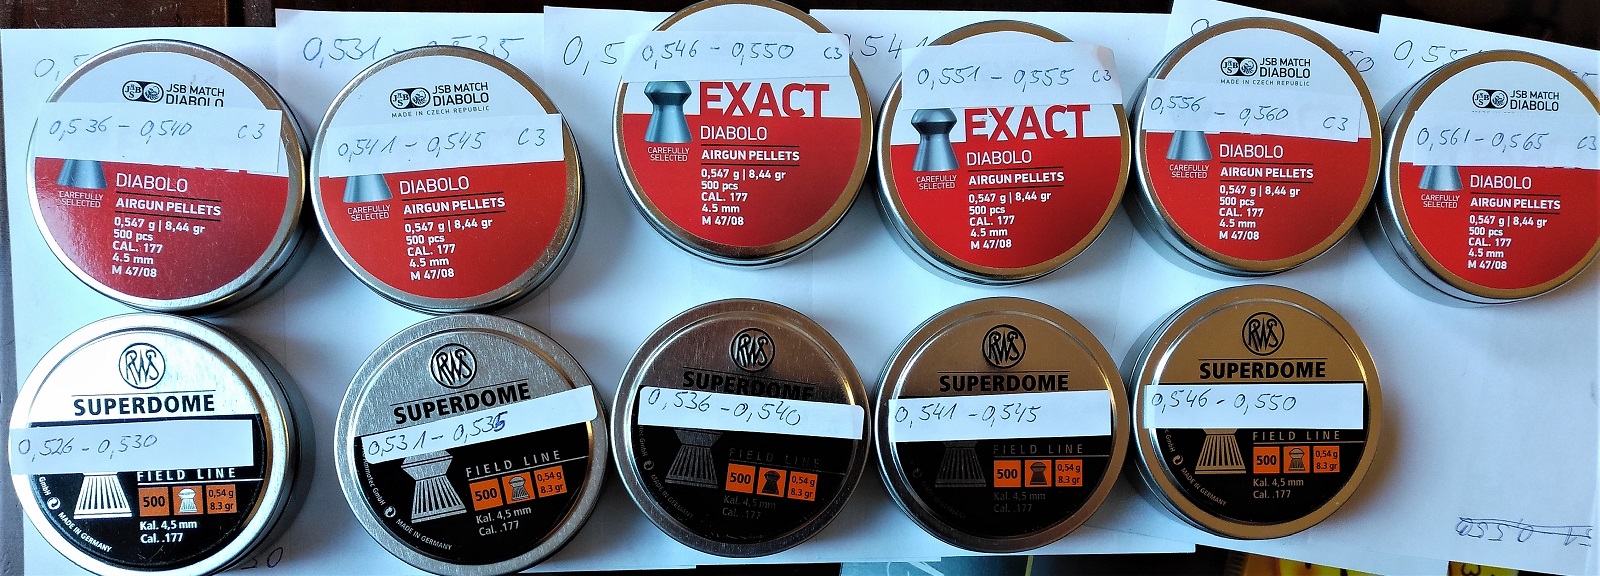 0,531 - 0,535
0,5
0,541
JSB MATCH
DIABOLO
0,536 - 0,540 C3
CAREFULLY
SELECTED
DIABOLO
AIRGUN PELLETS
0,547 g | 8,44 gr
500 pcs
CAL. 177
4.5 mm
M 47/08
JSB MATCH
DIABOLO
MADE IN CZECH REPUBLIC
0,541 - 0,545 C3
CAREFULLY
SELECTED
DIABOLO
AIRGUN PELLETS
0,547 g | 8,44 gr
500 pcs
CAL. 177
4.5 mm
M 47/08
0,546 - 0,550 C3
EXACT
DIABOLO
CAREFULLY
SELECTED
AIRGUN PELLETS
0,547 g | 8,44 gr
500 pcs
CAL. 177
4.5 mm
M 47/08
0,551 - 0,555 C3
EXACT
DIABOLO
CAREFULLY
SELECTED
AIRGUN PELLETS
0,547 g | 8,44 gr
500 pcs
CAL. 177
4.5 mm
M 47/08
JSB MATCH
DIABOLO
MADE IN CZECH REPUBLIC
0,556 - 0,560 C3
CAREFULLY
SELECTED
DIABOLO
AIRGUN PELLETS
0,547 g | 8,44 gr
500 pcs
CAL. 177
4.5 mm
M 47/08
JSB MATCH
DIABOLO
0,561 - 0,565 C3
CAREFULLY
SELECTED
DIABOLO
AIRGUN PELLETS
0,547 g | 8,44 gr
500 pcs
CAL. 177
4.5 mm
M 47/08
RWS
SUPERDOME
0,526 - 0,530
FIELD LINE
500 0,54 g
8.3 gr
Kal. 4,5 mm
Cal. .177
GmbH MADE IN GERMANY
RWS
SUPERDOME
0,531 - 0,535
FIELD LINE
500 0,54 g
8.3 gr
Kal. 4,5 mm
Cal. .177
GmbH MADE IN GERMANY
RWS
SUPERDOME
0,536 - 0,540
FIELD LINE
500 0,54 g
8.3 gr
Kal. 4,5 mm
Cal. .177
MADE IN GERMANY
RWS
SUPERDOME
0,541 - 0,545
FIELD LINE
500 0,54 g
8.3 gr
Kal. 4,5 mm
Cal. .177
RWS
SUPERDOME
0,546 - 0,550
FIELD LINE
500 0,54 g
8.3 gr
Kal. 4,5 mm
Cal. .177
MADE IN GERMANY